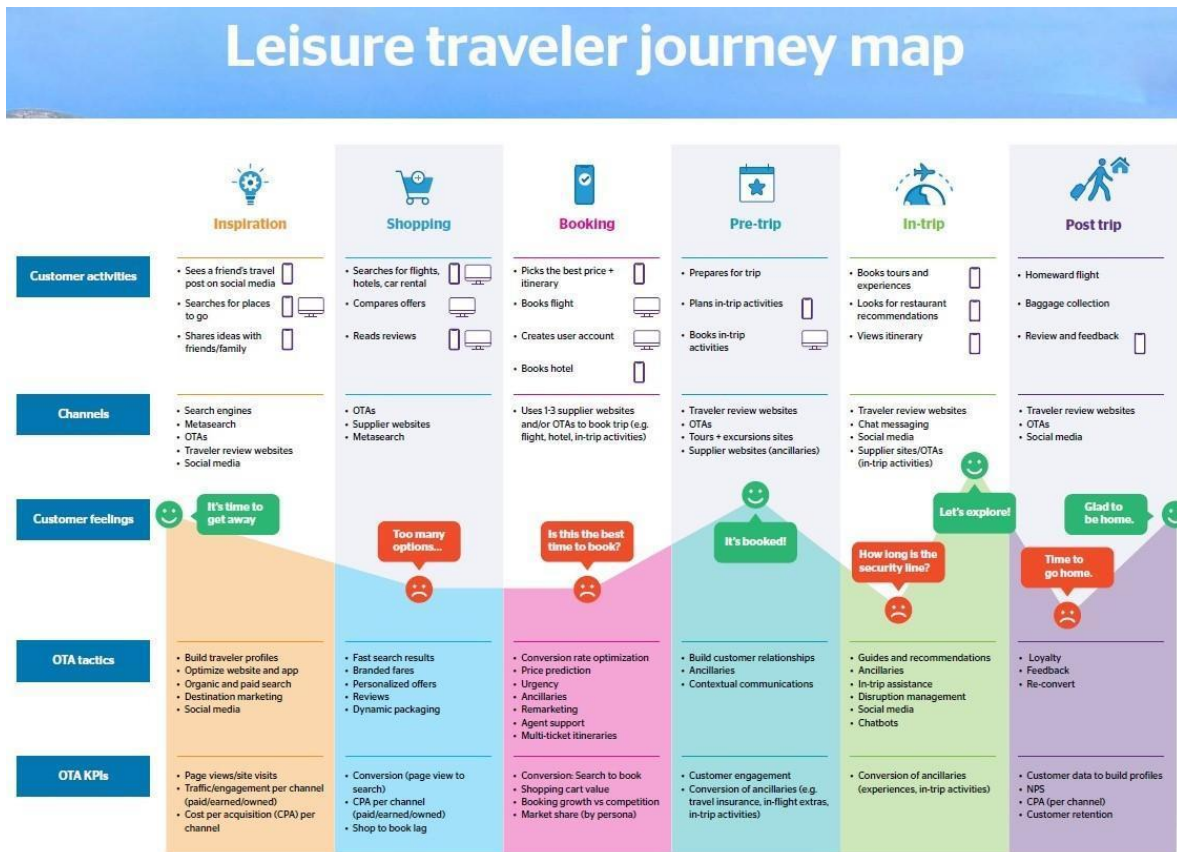 Leisure traveler journey map
Inspiration
Shopping
Booking
Pre-trip
In-trip
Post trip
Customer activities
• Sees a friend's travel
post on social media
• Searches for places
to go
• Shares ideas with
friends/family
• Searches for flights,
hotels, car rental
• Compares offers
• Reads reviews
• Picks the best price +
itinerary
• Books flight
• Creates user account
• Books hotel
• Prepares for trip
• Plans in-trip activities
• Books in-trip
activities
• Books tours and
experiences
• Looks for restaurant
recommendations
• Views itinerary
• Homeward flight
• Baggage collection
• Review and feedback
Channels
• Search engines
• Metasearch
• OTAs
• Traveler review websites
• Social media
• OTAs
• Supplier websites
• Metasearch
• Uses 1-3 supplier websites
and/or OTAs to book trip (e.g.
flight, hotel, in-trip activities)
• Traveler review websites
• OTAs
• Tours + excursions sites
• Supplier websites (ancillaries)
• Traveler review websites
• Chat messaging
• Social media
• Supplier sites/OTAs
(in-trip activities)
• Traveler review websites
• OTAs
• Social media
Customer feelings
It's time to
get away
Too many
options...
Is this the best
time to book?
It's booked!
How long is the
security line?
Let's explore!
Time to
go home.
Glad to
be home.
OTA tactics
• Build traveler profiles
• Optimize website and app
• Organic and paid search
• Destination marketing
• Social media
• Fast search results
• Branded fares
• Personalized offers
• Reviews
• Dynamic packaging
• Conversion rate optimization
• Price prediction
• Urgency
• Ancillaries
• Remarketing
• Agent support
• Multi-ticket itineraries
• Build customer relationships
• Ancillaries
• Contextual communications
• Guides and recommendations
• Ancillaries
• In-trip assistance
• Disruption management
• Social media
• Chatbots
• Loyalty
• Feedback
• Re-convert
OTA KPIs
• Page views/site visits
• Traffic/engagement per channel
(paid/earned/owned)
• Cost per acquisition (CPA) per
channel
• Conversion (page view to
search)
• CPA per channel
(paid/earned/owned)
• Shop to book lag
• Conversion: Search to book
• Shopping cart value
• Booking growth vs competition
• Market share (by persona)
• Customer engagement
• Conversion of ancillaries (e.g.
travel insurance, in-flight extras,
in-trip activities)
• Conversion of ancillaries
(experiences, in-trip activities)
• Customer data to build profiles
• NPS
• CPA (per channel)
• Customer retention